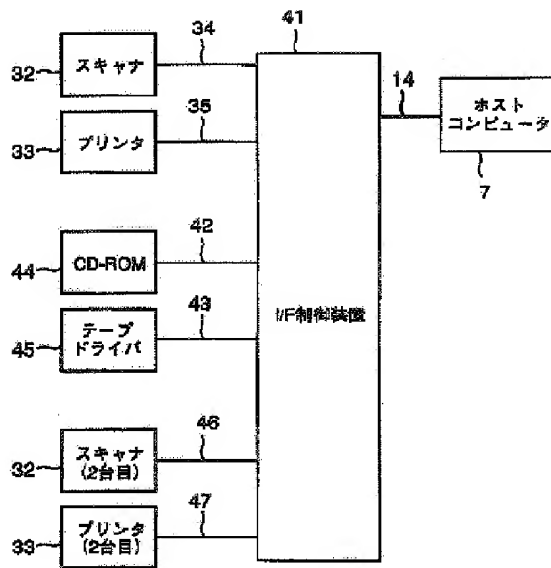 34
41
32
スキャナ
14
ホスト
コンピュータ
35
33
プリンタ
7
42
44
CD-ROM
43
I/F制御装置
45
テープ
ドライバ
46
32
スキャナ
(2台目)
47
33
プリンタ
(2台目)